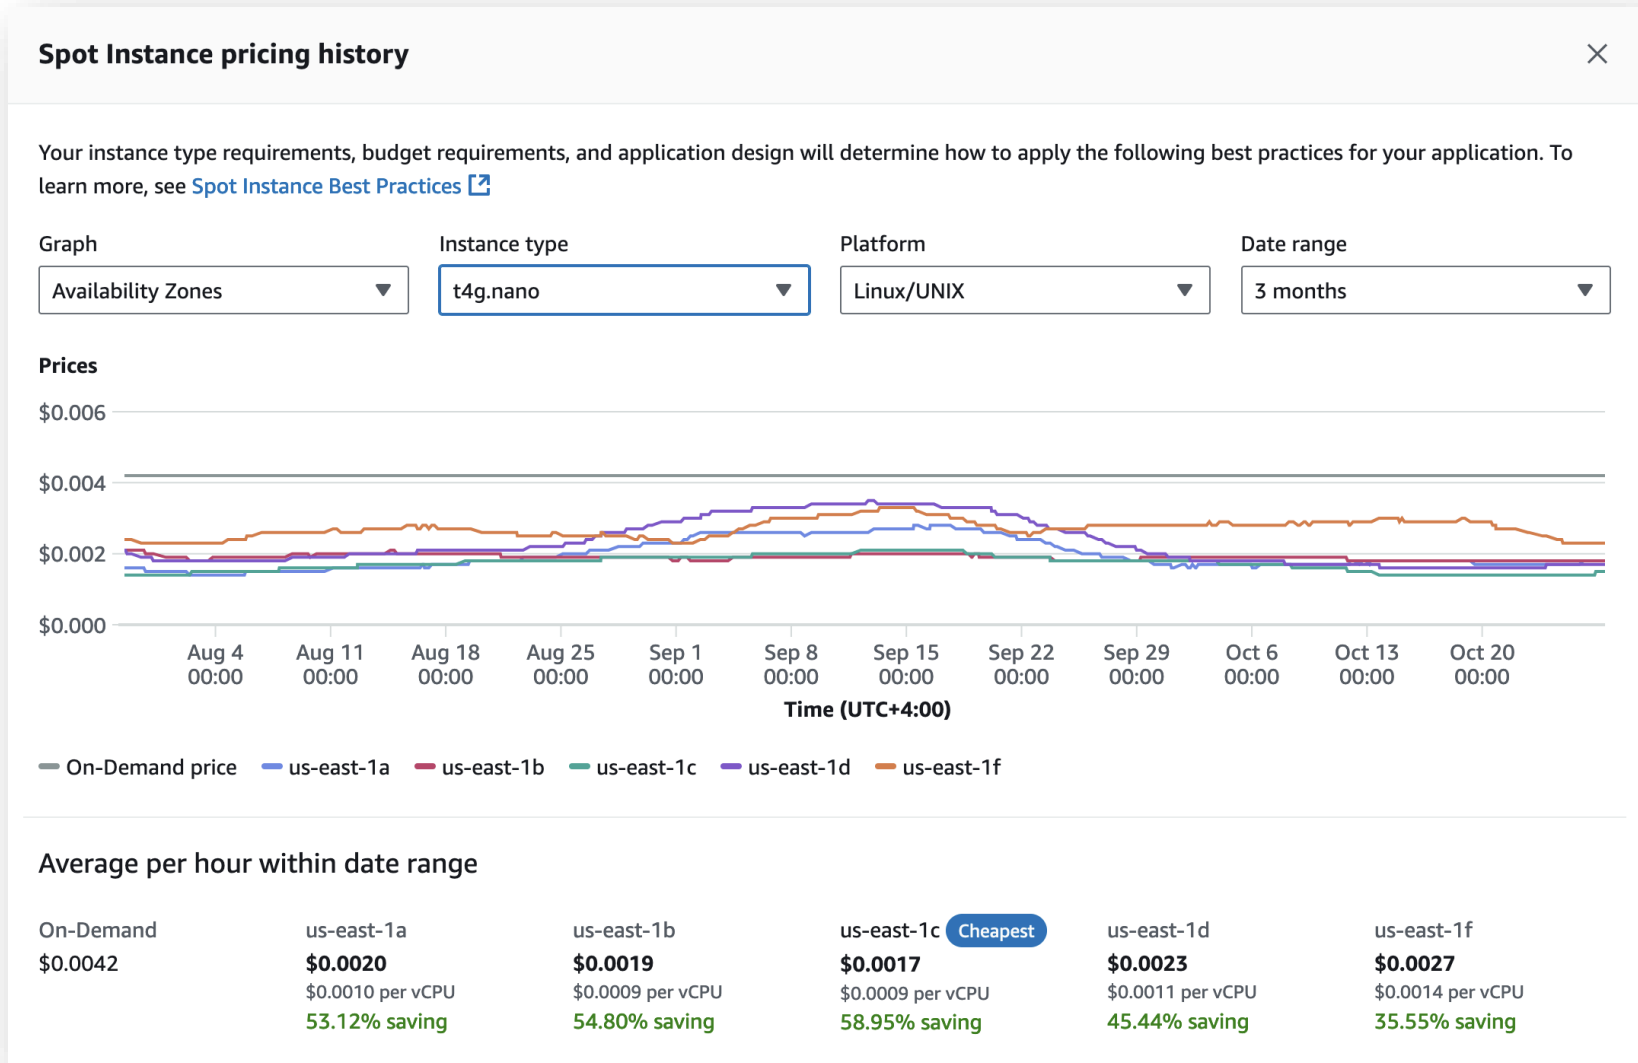 Spot Instance pricing history
Your instance type requirements, budget requirements, and application design will determine how to apply the following best practices for your application. To
learn more, see Spot Instance Best Practices
Graph Instance type Platform Date range
Availability Zones t4g.nano Linux/UNIX 3 months
Prices
$0.006
$0.004
$0.002
$0.000
Aug 4 Aug 11 Aug 18 Aug 25 Sep 1 Sep 8 Sep 15 Sep 22 Sep 29 Oct 6 Oct 13 Oct 20
00:00 00:00 00:00 00:00 00:00 00:00 00:00 00:00 00:00 00:00 00:00 00:00
Time (UTC+4:00)
On-Demand price us-east-1a us-east-1b us-east-1c us-east-1d us-east-1f
Average per hour within date range
On-Demand us-east-1a us-east-1b us-east-1c Cheapest us-east-1d us-east-1f
$0.0042 $0.0020 $0.0019 $0.0017 $0.0023 $0.0027
$0.0010 per vCPU $0.0009 per vCPU $0.0009 per vCPU $0.0011 per vCPU $0.0014 per vCPU
53.12% saving 54.80% saving 58.95% saving 45.44% saving 35.55% saving